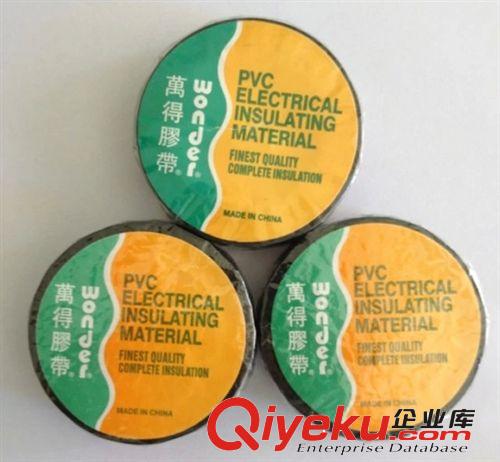 萬得膠帶®
wonder®
PVC
ELECTRICAL
INSULATING
MATERIAL
FINEST QUALITY
COMPLETE INSULATION
MADE IN CHINA
萬得膠帶®
wonder®
PVC
ELECTRICAL
INSULATING
MATERIAL
FINEST QUALITY
COMPLETE INSULATION
MADE IN CHINA
萬得膠帶®
wonder®
PVC
ELECTRICAL
INSULATING
MATERIAL
FINEST QUALITY
COMPLETE INSULATION
MADE IN CHINA
Qiyeku.com 企业库
Enterprise Database